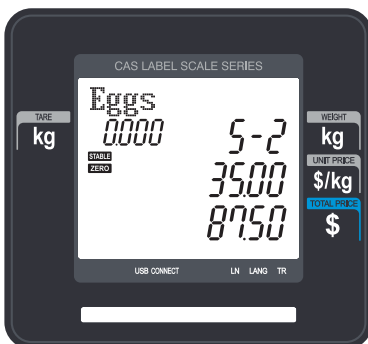 CAS LABEL SCALE SERIES
Eggs
TARE
kg
0.000
5-2
WEIGHT
kg
STABLE
ZERO
35.00
UNIT PRICE
$/kg
87.50
TOTAL PRICE
$
USB CONNECT LN LANG TR